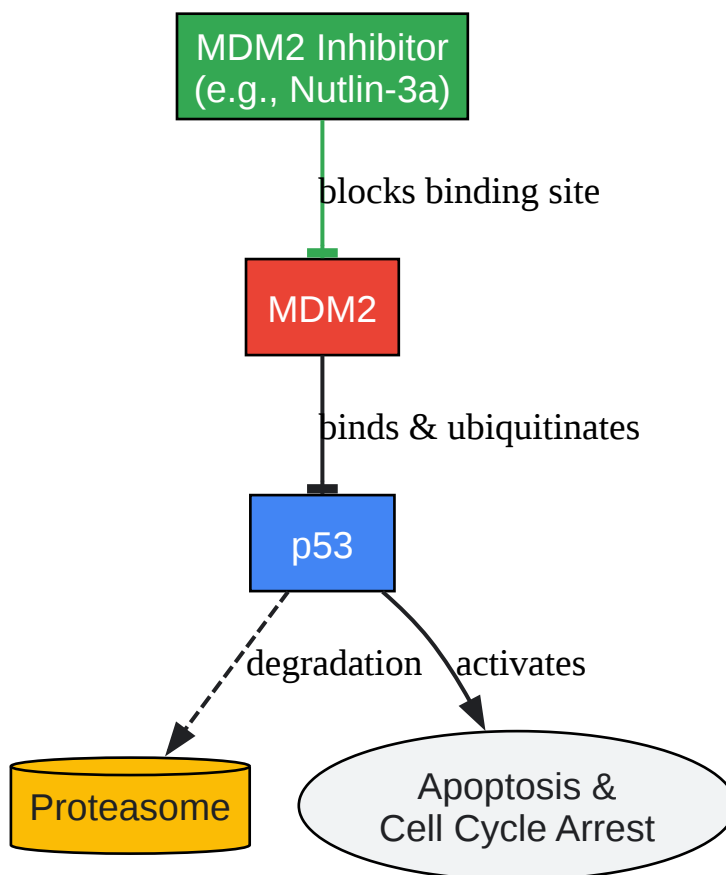 MDM2 Inhibitor
(e.g., Nutlin-3a)
blocks binding site
MDM2
binds & ubiquitinates
p53
degradation
activates
Proteasome
Apoptosis &
Cell Cycle Arrest